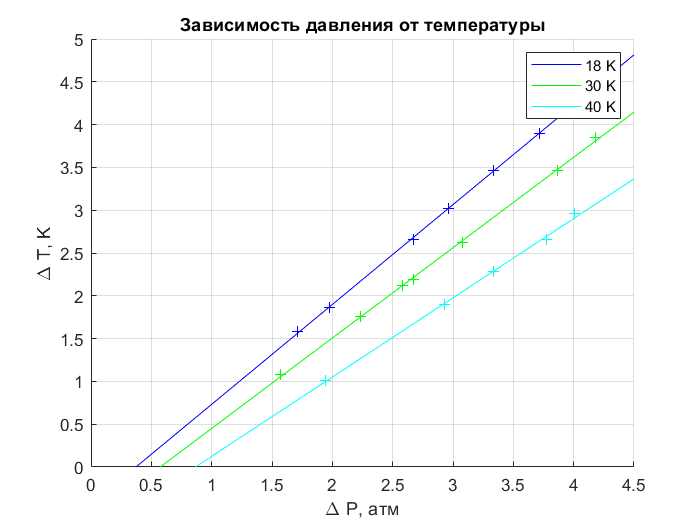 Зависимость давления от температуры
18 K
30 K
40 K
Δ T, K
5
4.5
4
3.5
3
2.5
2
1.5
1
0.5
0
0 0.5 1 1.5 2 2.5 3 3.5 4 4.5
Δ P, атм